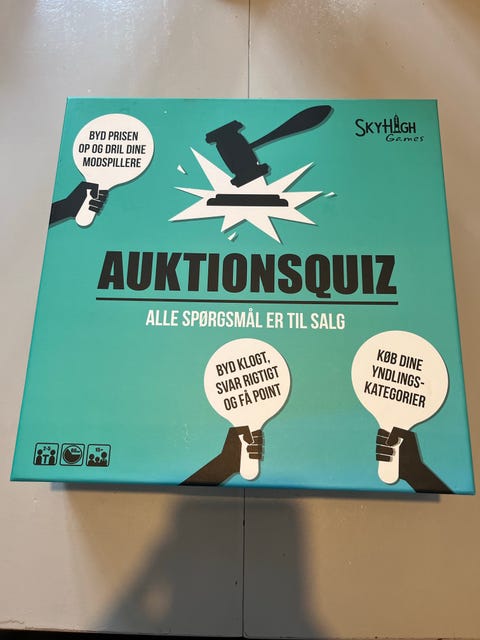 BYD PRISEN
OP OG DRIL DINE
MODSPILLERE
SKYHIGH
Games
AUKTIONSQUIZ
ALLE SPØRGSMÅL ER TIL SALG
BYD KLOGT,
SVAR RIGTIGT
OG FÅ POINT
KØB DINE
YNDLINGS-
KATEGORIER